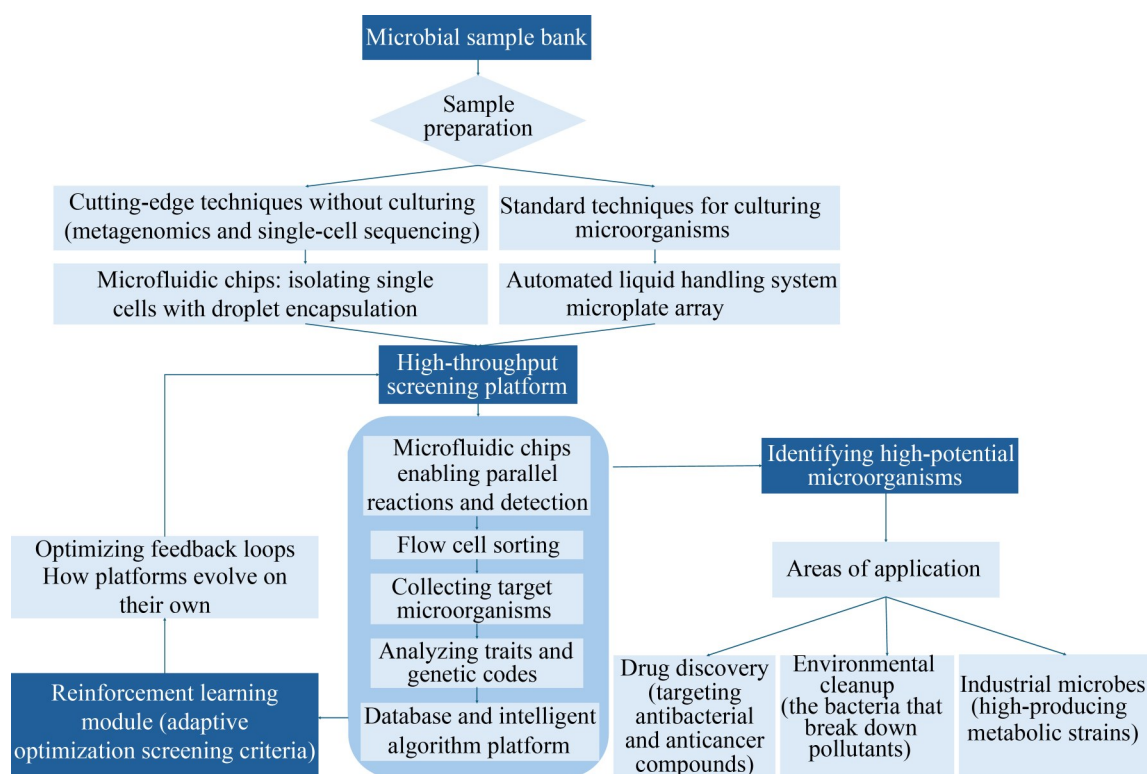 Microbial sample bank
Sample
preparation
Cutting-edge techniques without culturing
(metagenomics and single-cell sequencing)
Standard techniques for culturing
microorganisms
Microfluidic chips: isolating single
cells with droplet encapsulation
Automated liquid handling system
microplate array
High-throughput
screening platform
Microfluidic chips
enabling parallel
reactions and detection
Flow cell sorting
Collecting target
microorganisms
Analyzing traits and
genetic codes
Database and intelligent
algorithm platform
Optimizing feedback loops
How platforms evolve on
their own
Reinforcement learning
module (adaptive
optimization screening criteria)
Identifying high-potential
microorganisms
Areas of application
Drug discovery
(targeting
antibacterial
and anticancer
compounds)
Environmental
cleanup
(the bacteria that
break down
pollutants)
Industrial microbes
(high-producing
metabolic strains)